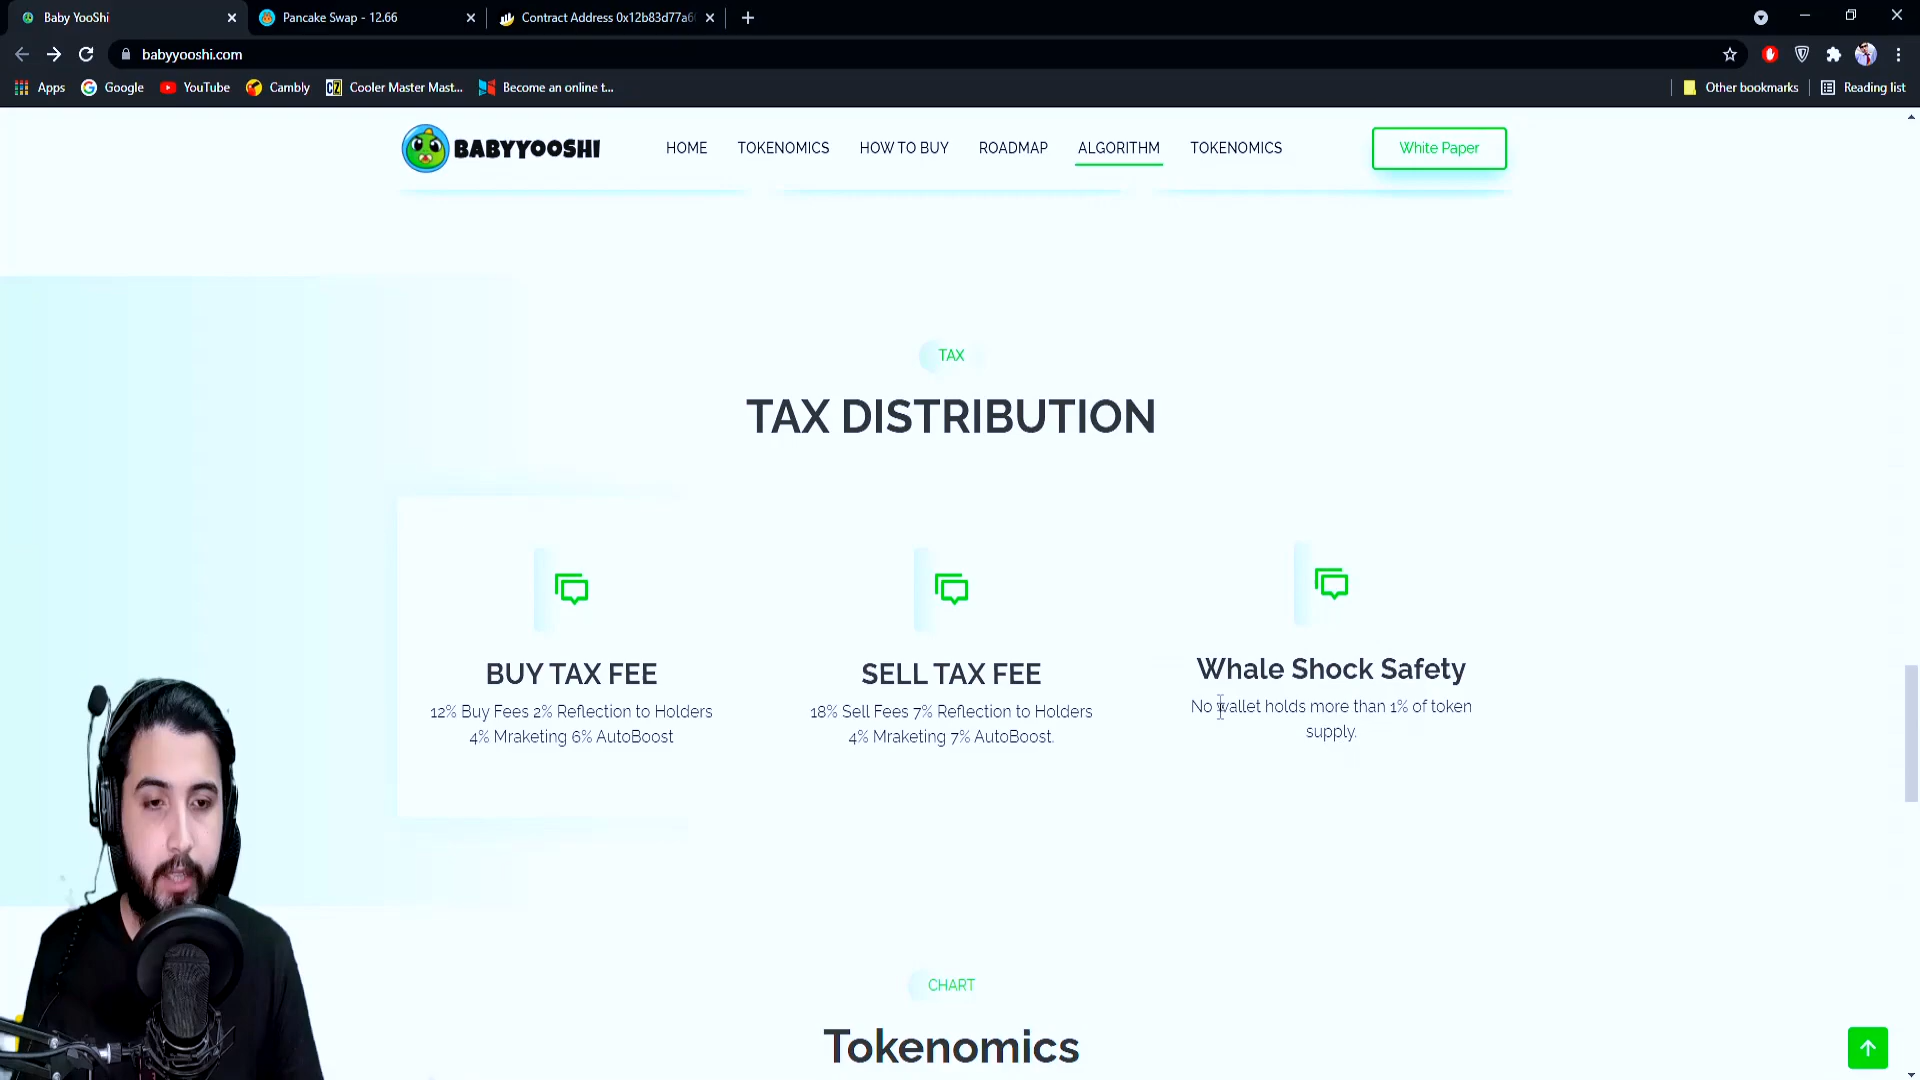 Baby YooShi
Pancake Swap - 12.66
Contract Address 0x12b83d77a6
babyyooshi.com
Apps
Google
YouTube
Cambly
Cooler Master Mast...
Become an online t...
Other bookmarks
Reading list
BABYYOOSHI
HOME
TOKENOMICS
HOW TO BUY
ROADMAP
ALGORITHM
TOKENOMICS
White Paper
TAX
TAX DISTRIBUTION
BUY TAX FEE
12% Buy Fees 2% Reflection to Holders
4% Mraketing 6% AutoBoost
SELL TAX FEE
18% Sell Fees 7% Reflection to Holders
4% Mraketing 7% AutoBoost.
Whale Shock Safety
No wallet holds more than 1% of token
supply.
CHART
Tokenomics